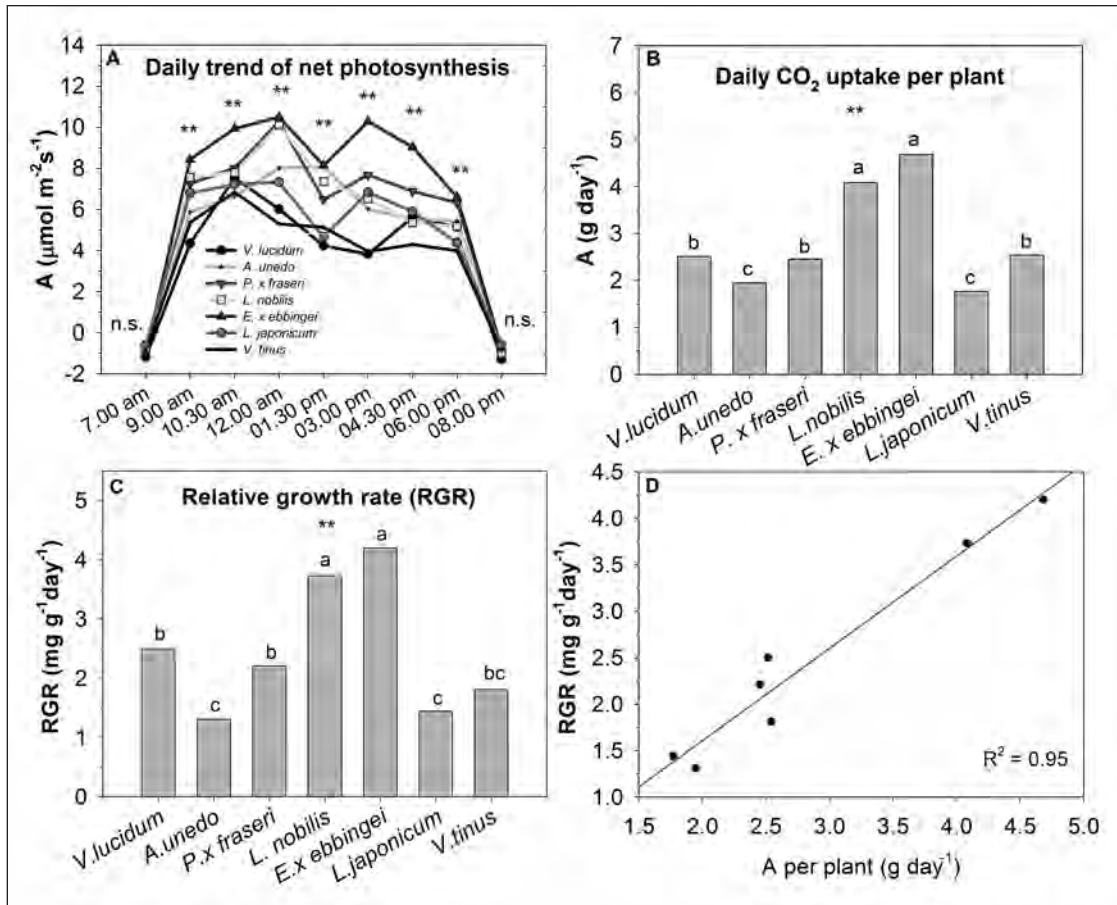 A
Daily trend of net photosynthesis
14
12
10
8
6
4
2
0
-2
A (μmol m⁻²s⁻¹)
** ** ** ** ** ** **
n.s. n.s.
V. lucidum
A. unedo
P. x fraseri
L. nobilis
E. x ebbingei
L. japonicum
V. tinus
7.00 am 9.00 am 10.30 am 12.00 am 01.30 pm 03.00 pm 04.30 pm 06.00 pm 08.00 pm
B
Daily CO₂ uptake per plant
7
6
5
4
3
2
1
0
A (g day⁻¹)
**
b c b a a c b
V.lucidum A.unedo P. x fraseri L.nobilis E. x ebbingei L.japonicum V.tinus
C
Relative growth rate (RGR)
5
4
3
2
1
0
RGR (mg g⁻¹day⁻¹)
**
b c b a a c bc
V.lucidum A.unedo P.x fraseri L. nobilis E.x ebbingei L.japonicum V.tinus
D
4.5
4.0
3.5
3.0
2.5
2.0
1.5
1.0
RGR (mg g⁻¹day⁻¹)
R² = 0.95
1.5 2.0 2.5 3.0 3.5 4.0 4.5 5.0
A per plant (g day⁻¹)